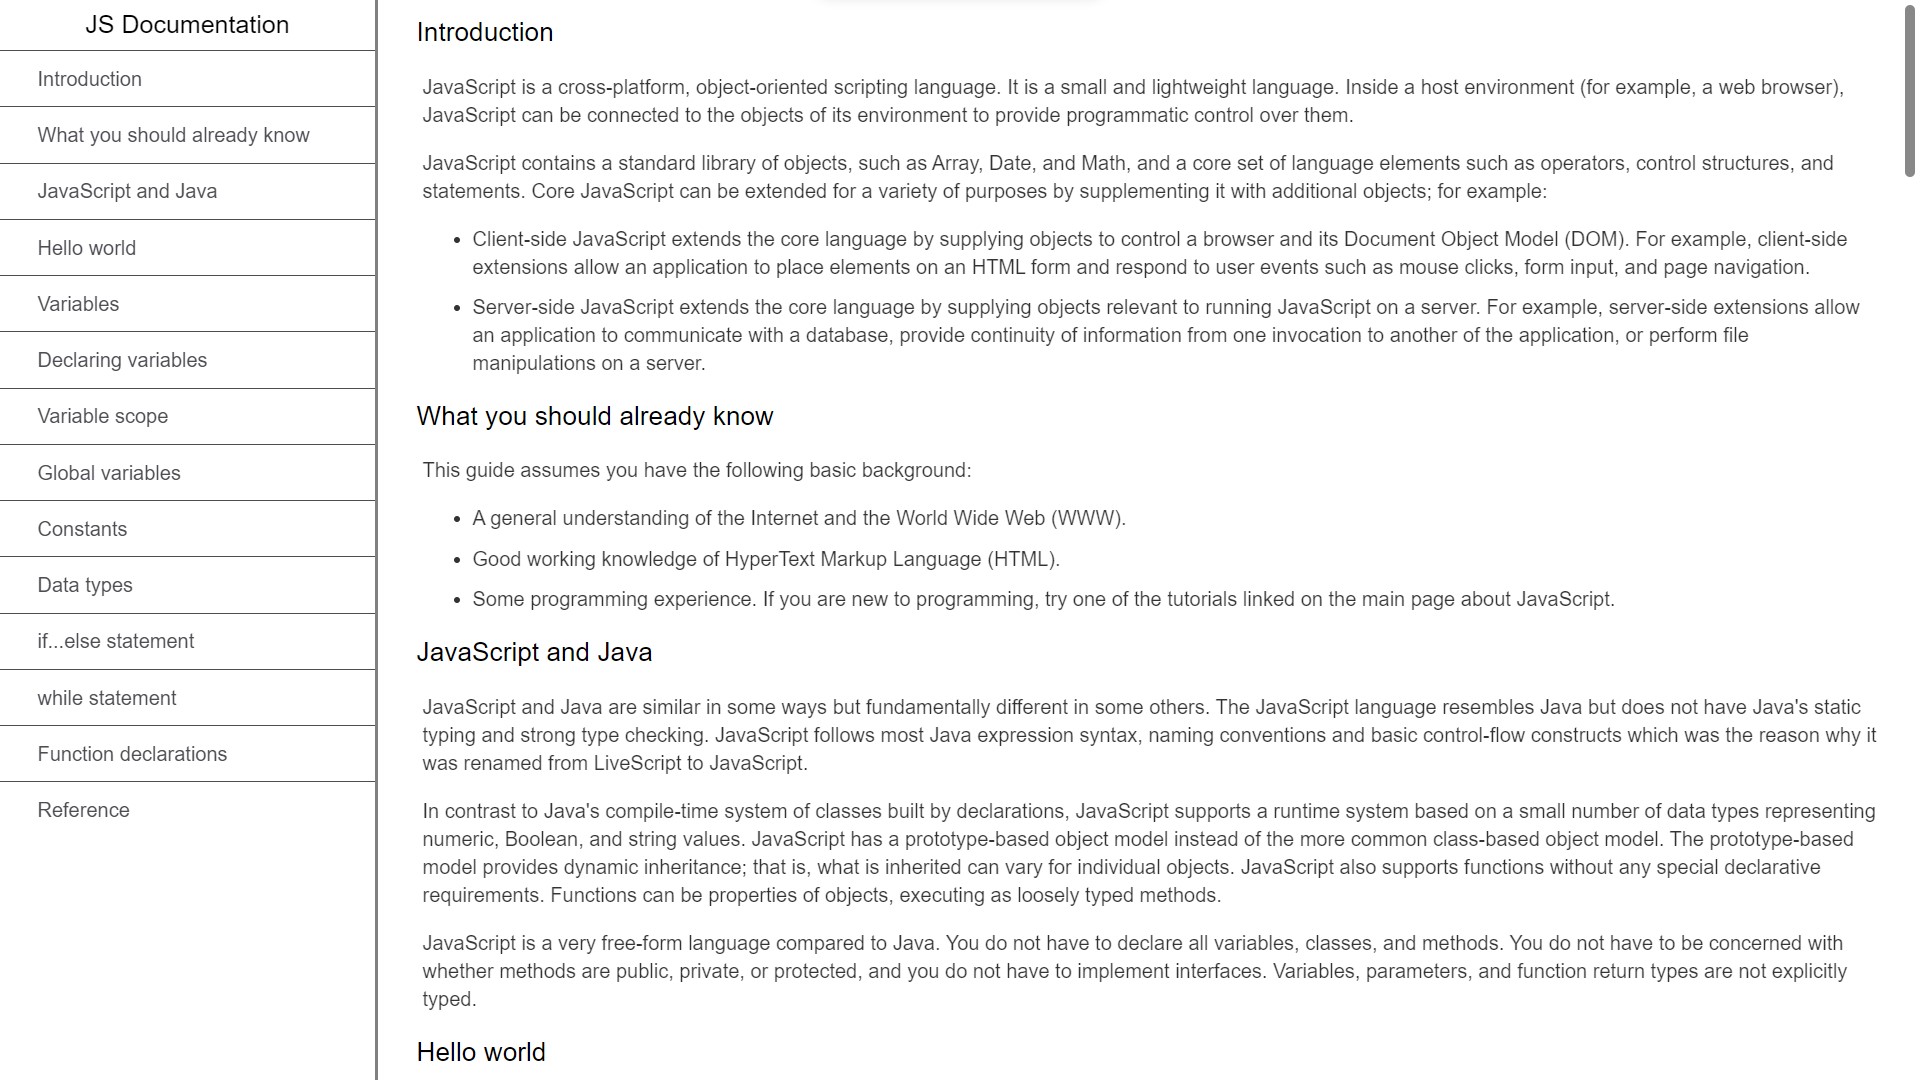 JS Documentation
Introduction
What you should already know
JavaScript and Java
Hello world
Variables
Declaring variables
Variable scope
Global variables
Constants
Data types
if...else statement
while statement
Function declarations
Reference
Introduction
JavaScript is a cross-platform, object-oriented scripting language. It is a small and lightweight language. Inside a host environment (for example, a web browser),
JavaScript can be connected to the objects of its environment to provide programmatic control over them.
JavaScript contains a standard library of objects, such as Array, Date, and Math, and a core set of language elements such as operators, control structures, and
statements. Core JavaScript can be extended for a variety of purposes by supplementing it with additional objects; for example:
• Client-side JavaScript extends the core language by supplying objects to control a browser and its Document Object Model (DOM). For example, client-side
extensions allow an application to place elements on an HTML form and respond to user events such as mouse clicks, form input, and page navigation.
• Server-side JavaScript extends the core language by supplying objects relevant to running JavaScript on a server. For example, server-side extensions allow
an application to communicate with a database, provide continuity of information from one invocation to another of the application, or perform file
manipulations on a server.
What you should already know
This guide assumes you have the following basic background:
• A general understanding of the Internet and the World Wide Web (WWW).
• Good working knowledge of HyperText Markup Language (HTML).
• Some programming experience. If you are new to programming, try one of the tutorials linked on the main page about JavaScript.
JavaScript and Java
JavaScript and Java are similar in some ways but fundamentally different in some others. The JavaScript language resembles Java but does not have Java's static
typing and strong type checking. JavaScript follows most Java expression syntax, naming conventions and basic control-flow constructs which was the reason why it
was renamed from LiveScript to JavaScript.
In contrast to Java's compile-time system of classes built by declarations, JavaScript supports a runtime system based on a small number of data types representing
numeric, Boolean, and string values. JavaScript has a prototype-based object model instead of the more common class-based object model. The prototype-based
model provides dynamic inheritance; that is, what is inherited can vary for individual objects. JavaScript also supports functions without any special declarative
requirements. Functions can be properties of objects, executing as loosely typed methods.
JavaScript is a very free-form language compared to Java. You do not have to declare all variables, classes, and methods. You do not have to be concerned with
whether methods are public, private, or protected, and you do not have to implement interfaces. Variables, parameters, and function return types are not explicitly
typed.
Hello world